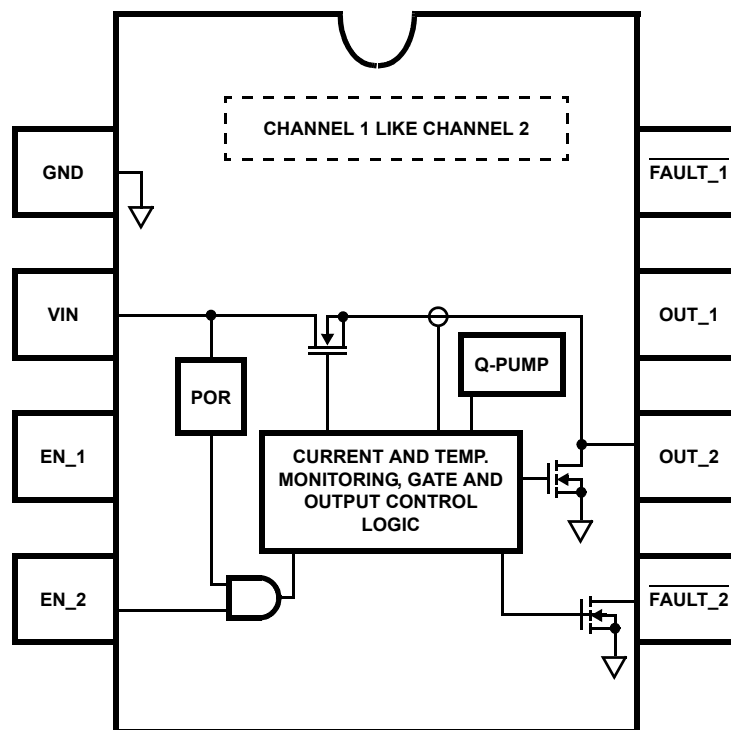 CHANNEL 1 LIKE CHANNEL 2
GND
FAULT_1
VIN
OUT_1
Q-PUMP
POR
EN_1
CURRENT AND TEMP.
MONITORING, GATE AND
OUTPUT CONTROL
LOGIC
OUT_2
EN_2
FAULT_2